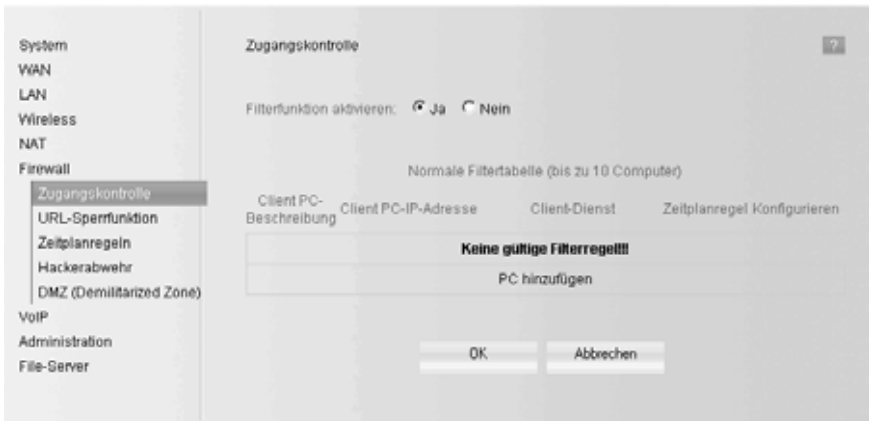 System
WAN
LAN
Wireless
NAT
Firewall
Zugangskontrolle
URL-Sperrfunktion
Zeitplanregeln
Hackerabwehr
DMZ (Demilitarized Zone)
VoIP
Administration
File-Server
Zugangskontrolle
?
Filterfunktion aktivieren: Ja Nein
Normale Filtertabelle (bis zu 10 Computer)
Client PC-Beschreibung Client PC-IP-Adresse Client-Dienst Zeitplanregel Konfigurieren
Keine gültige Filterregel!!!
PC hinzufügen
OK Abbrechen